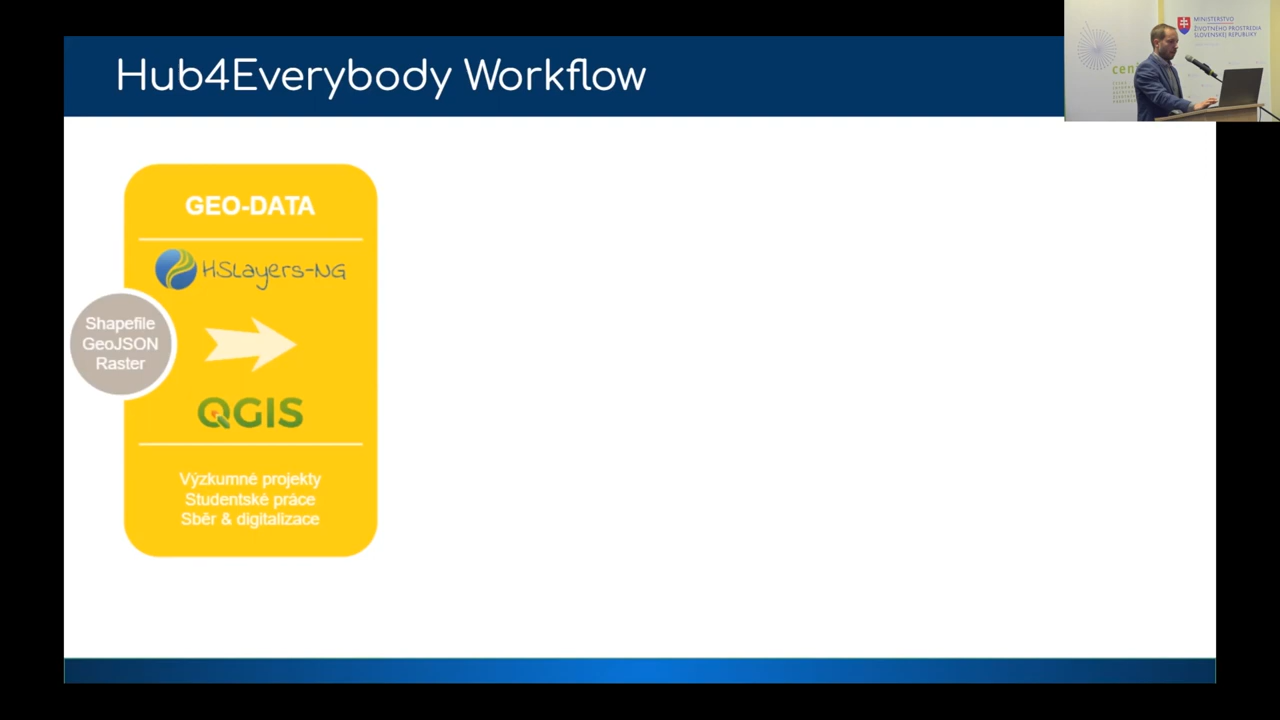 Hub4Everybody Workflow
MINISTERSTVO
ŽIVOTNÉHO PROSTREDIA
SLOVENSKEJ REPUBLIKY
GEO-DATA
HSLayers-NG
Shapefile
GeoJSON
Raster
QGIS
Výzkumné projekty
Studentské práce
Sběr & digitalizace